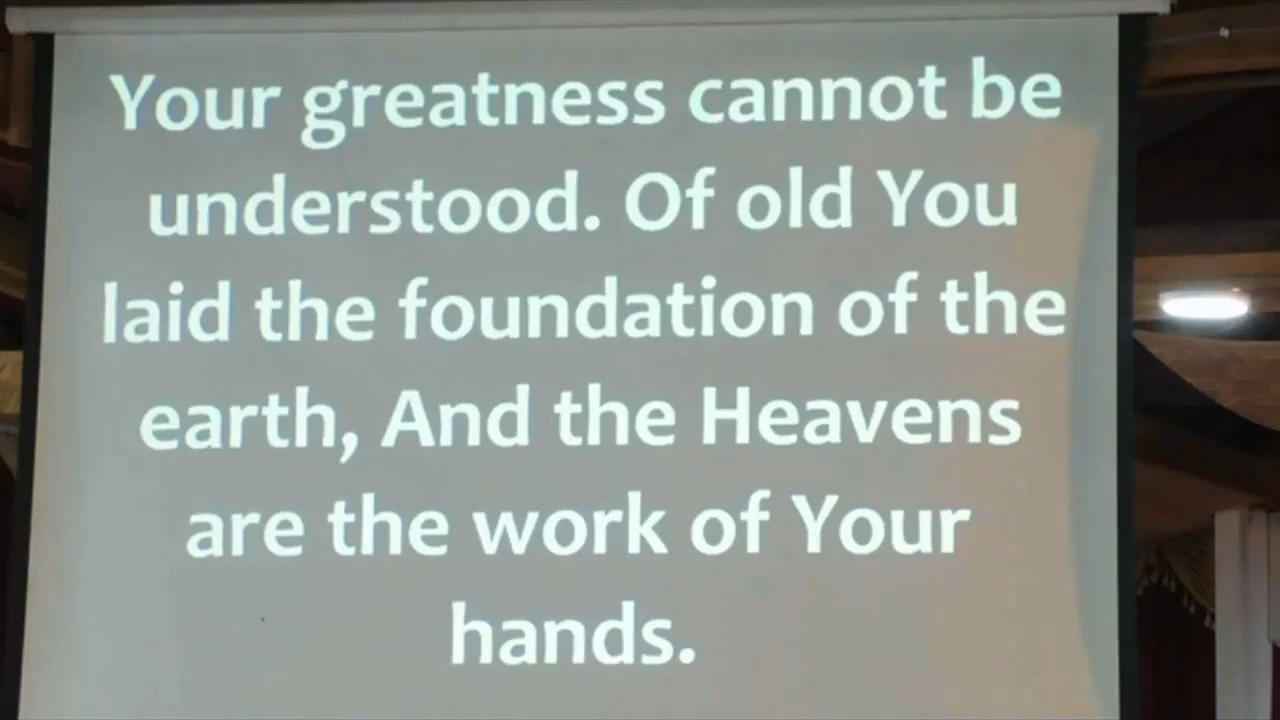 Your greatness cannot be
understood. Of old You
laid the foundation of the
earth, And the Heavens
are the work of Your
hands.